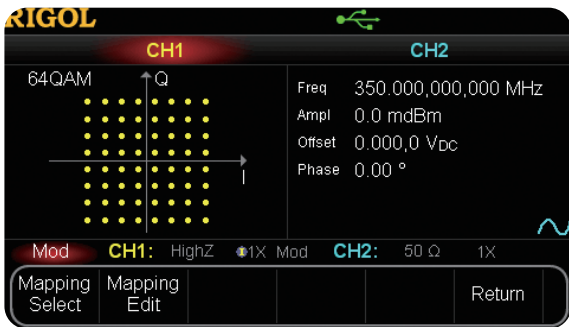 RIGOL
CH1
CH2
64QAM
Q
I
Freq 350.000,000,000 MHz
Ampl 0.0 mdBm
Offset 0.000,0 VDC
Phase 0.00 °
Mod CH1: HighZ 1X Mod CH2: 50 Ω 1X
Mapping Select
Mapping Edit
Return